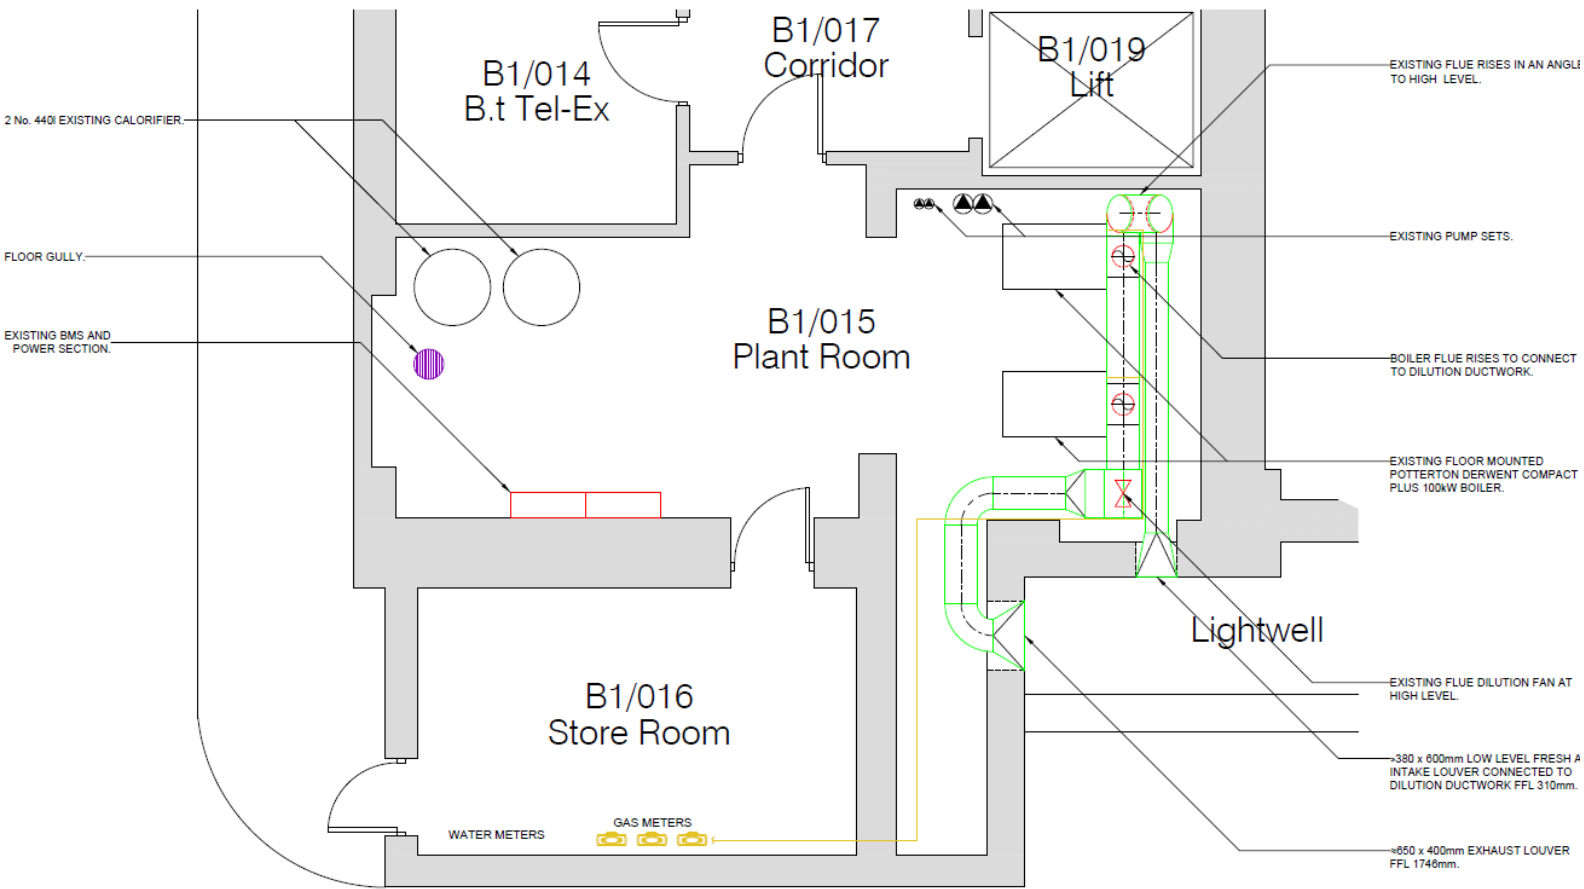 B1/017
Corridor
B1/019
Lift
B1/014
B.t Tel-Ex
EXISTING FLUE RISES IN AN ANGLE
TO HIGH LEVEL.
2 No. 440l EXISTING CALORIFIER.
EXISTING PUMP SETS.
FLOOR GULLY.
EXISTING BMS AND
POWER SECTION.
B1/015
Plant Room
BOILER FLUE RISES TO CONNECT
TO DILUTION DUCTWORK.
EXISTING FLOOR MOUNTED
POTTERTON DERWENT COMPACT
PLUS 100kW BOILER.
Lightwell
B1/016
Store Room
EXISTING FLUE DILUTION FAN AT
HIGH LEVEL.
≈380 x 600mm LOW LEVEL FRESH A
INTAKE LOUVER CONNECTED TO
DILUTION DUCTWORK FFL 310mm.
WATER METERS
GAS METERS
≈650 x 400mm EXHAUST LOUVER
FFL 1746mm.